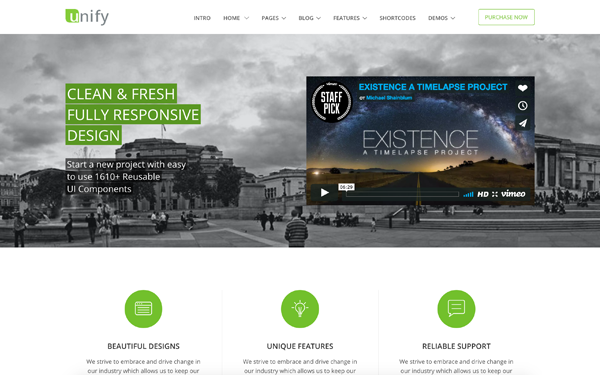 unify
INTRO HOME PAGES BLOG FEATURES SHORTCODES DEMOS PURCHASE NOW
CLEAN & FRESH
FULLY RESPONSIVE
DESIGN
Start a new project with easy
to use 1610+ Reusable
UI Components
vimeo
STAFF
PICK
EXISTENCE A TIMELAPSE PROJECT
BY Michael Shainblum
EXISTENCE
A TIMELAPSE PROJECT
06:29
HD vimeo
BEAUTIFUL DESIGNS
We strive to embrace and drive change in
our industry which allows us to keep our
UNIQUE FEATURES
We strive to embrace and drive change in
our industry which allows us to keep our
RELIABLE SUPPORT
We strive to embrace and drive change in
our industry which allows us to keep our